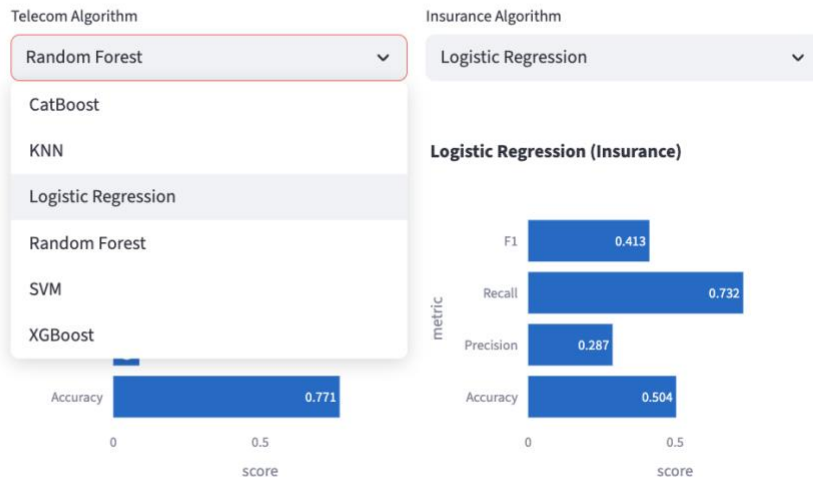 Telecom Algorithm
Insurance Algorithm
Random Forest
Logistic Regression
CatBoost
KNN
Logistic Regression
Random Forest
SVM
XGBoost
Accuracy
0.771
0
0.5
score
Logistic Regression (Insurance)
metric
F1
0.413
Recall
0.732
Precision
0.287
Accuracy
0.504
0
0.5
score